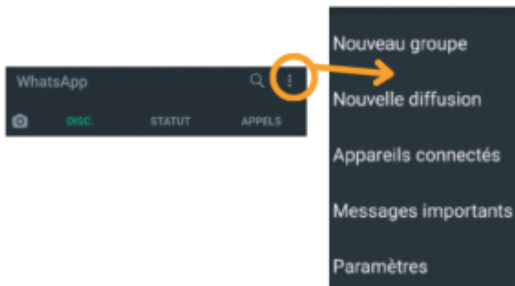 WhatsApp
DISC. STATUT APPELS
Nouveau groupe
Nouvelle diffusion
Appareils connectés
Messages importants
Paramètres